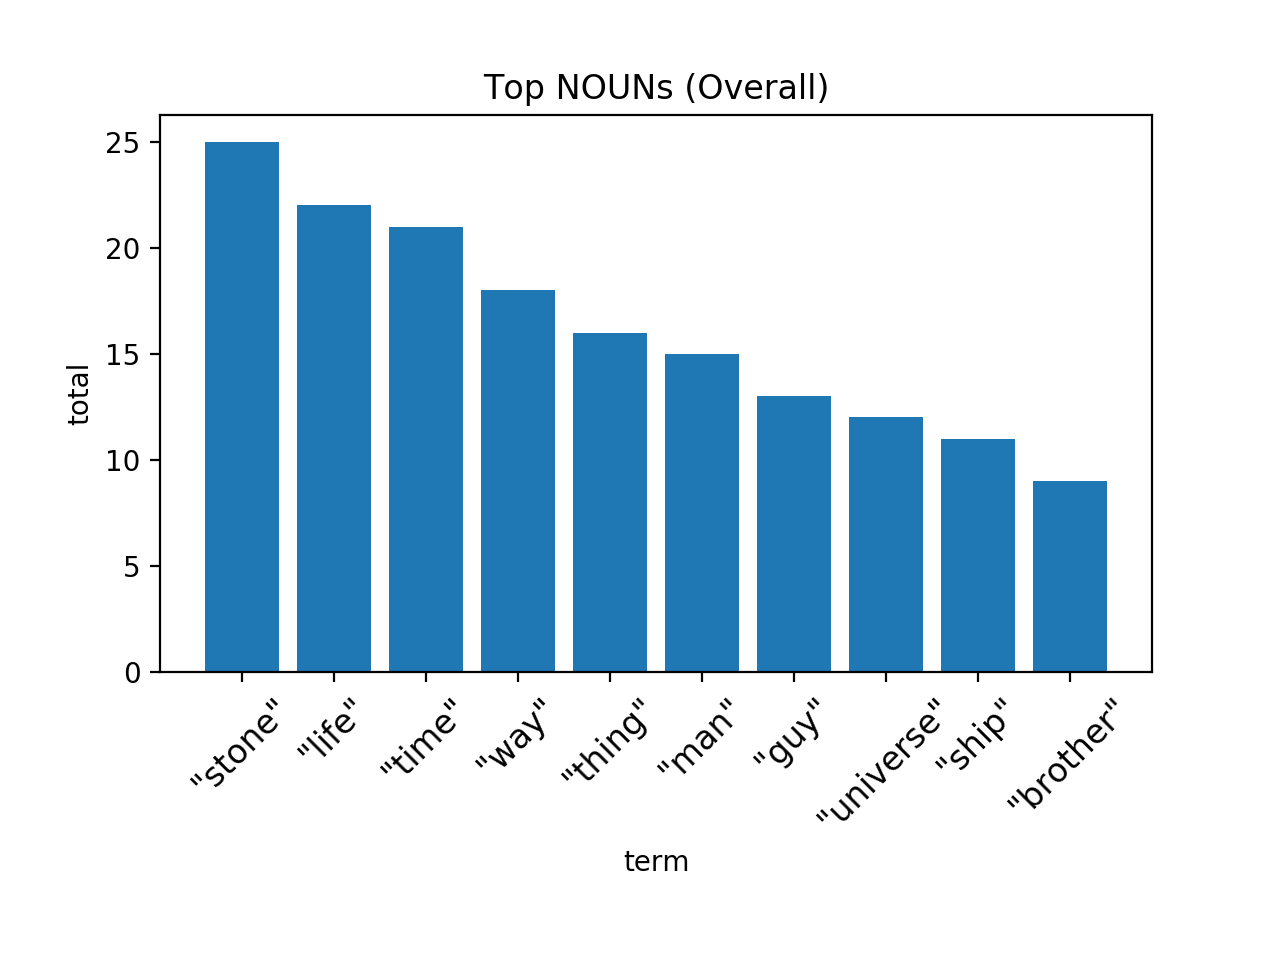 Top NOUNs (Overall)
25
20
15
10
5
0
total
"stone"
"life"
"time"
"way"
"thing"
"man"
"guy"
"universe"
"ship"
"brother"
term